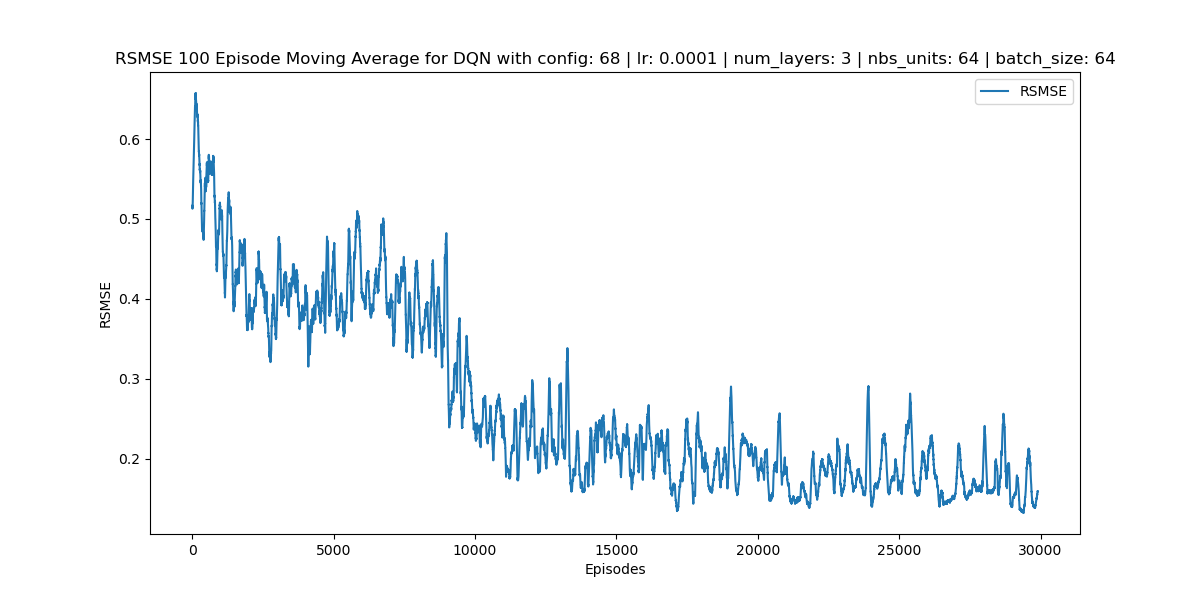 RSMSE 100 Episode Moving Average for DQN with config: 68 | lr: 0.0001 | num_layers: 3 | nbs_units: 64 | batch_size: 64
RSMSE
0.6
0.5
0.4
0.3
0.2
RSMSE
0 5000 10000 15000 20000 25000 30000
Episodes